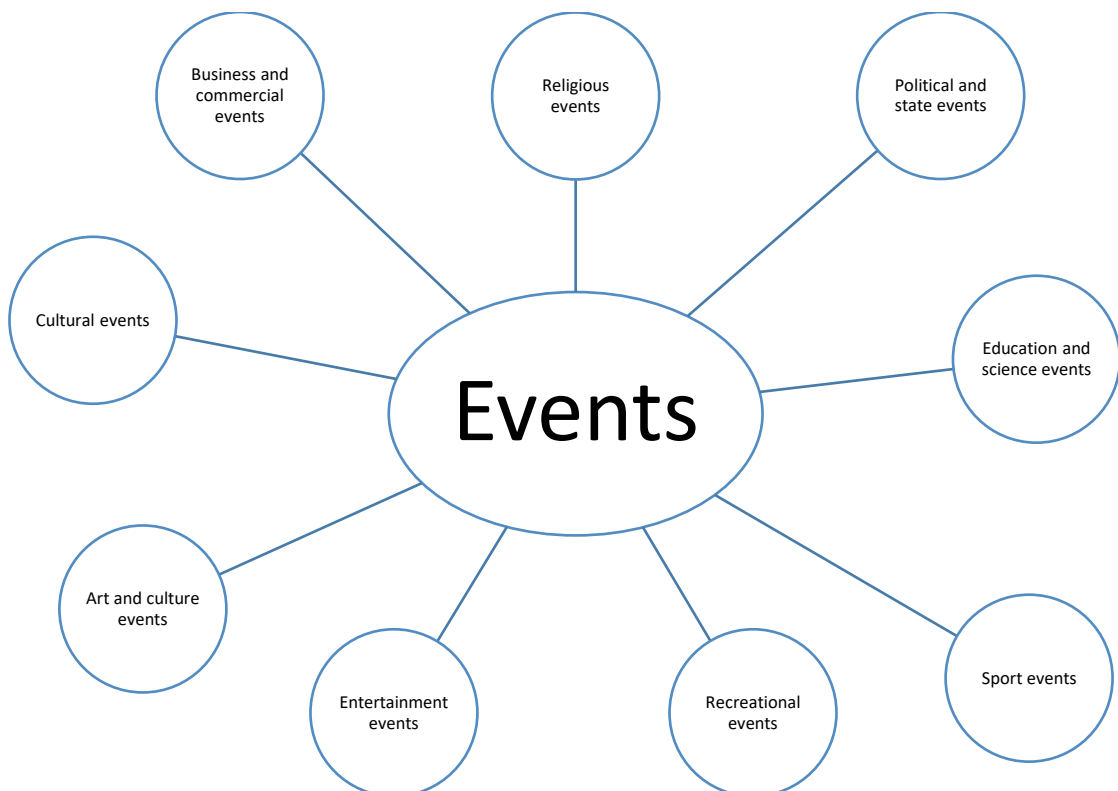 Business and
commercial
events
Religious
events
Political and
state events
Cultural events
Education and
science events
Events
Art and culture
events
Entertainment
events
Recreational
events
Sport events